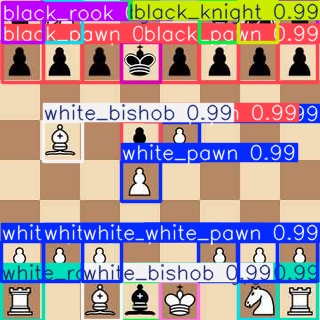 black_rook
black_knight 0.99
black_pawn 0
black_pawn 0.99
white_bishob 0.99
0.99
99
white_pawn 0.99
whit
whit
white_
white_pawn 0.99
white_r
white_bishob 0.99
0.99